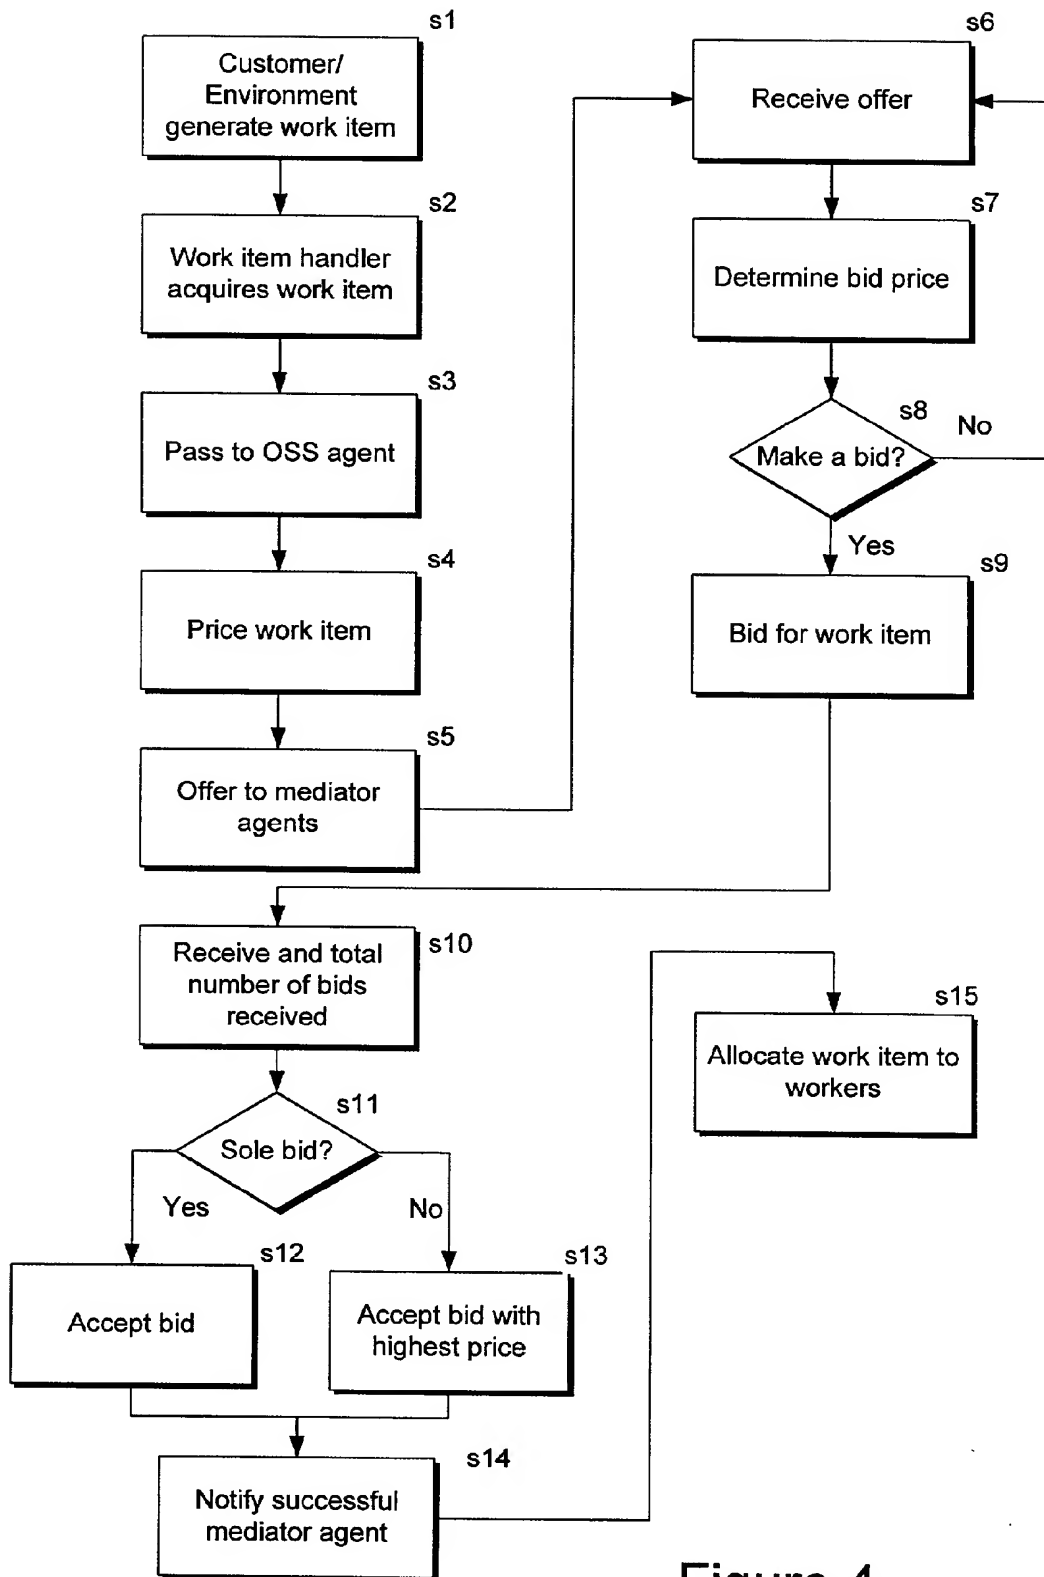 s1
Customer/
Environment
generate work item
s2
Work item handler
acquires work item
s3
Pass to OSS agent
s4
Price work item
s5
Offer to mediator
agents
s6
Receive offer
s7
Determine bid price
s8
Make a bid?
No
Yes
s9
Bid for work item
s10
Receive and total
number of bids
received
s11
Sole bid?
Yes
No
s12
Accept bid
s13
Accept bid with
highest price
s14
Notify successful
mediator agent
s15
Allocate work item to
workers
Figure 4